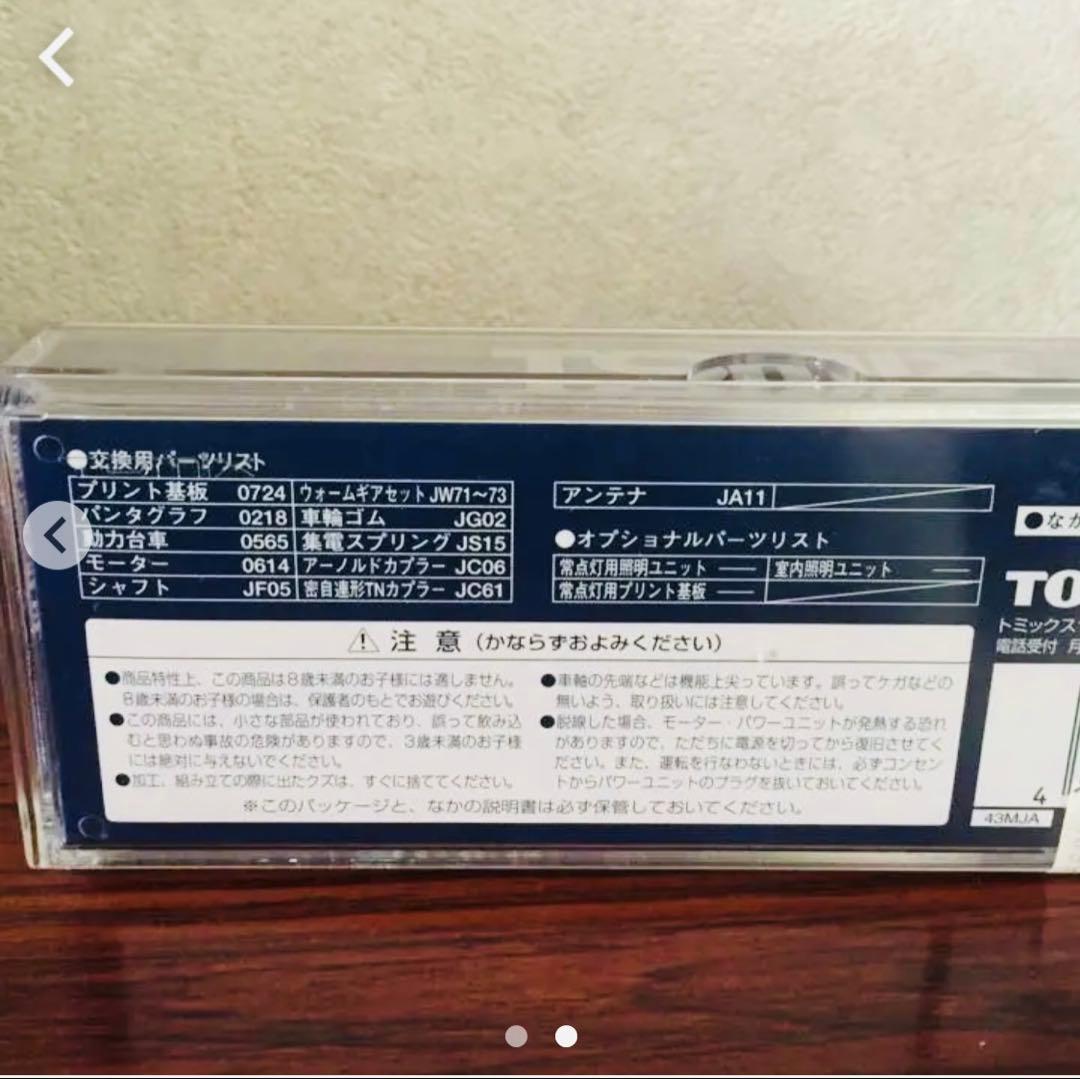 ●交換用パーツリスト
プリント基板 0724 ウォームギアセット JW71～73
パンタグラフ 0218 車輪ゴム JG02
動力台車 0565 集電スプリング JS15
モーター 0614 アーノルドカプラー JC06
シャフト JF05 密自連形TNカプラー JC61
アンテナ JA11
●オプショナルパーツリスト
常点灯用照明ユニット ── 室内照明ユニット ──
常点灯用プリント基板 ──
⚠ 注 意 (かならずおよみください)
●商品特性上、この商品は8歳未満のお子様には適しません。
8歳未満のお子様の場合は、保護者のもとでお遊びください。
●この商品には、小さな部品が使われており、誤って飲み込
むと思わぬ事故の危険がありますので、3歳未満のお子様
には絶対に与えないでください。
●加工、組み立ての際に出たクズは、すぐに捨ててください。
●車軸の先端などは機能上尖っています。誤ってケガなどの
無いよう、取り扱いには注意してください。
●脱線した場合、モーター・パワーユニットが発熱する恐れ
がありますので、ただちに電源を切ってから復旧させてく
ださい。また、運転を行なわないときには、必ずコンセン
トからパワーユニットのプラグを抜いておいてください。
※このパッケージと、なかの説明書は必ず保管しておいてください。
●なか
TO
トミックス
電話受付 月
4
43MJA